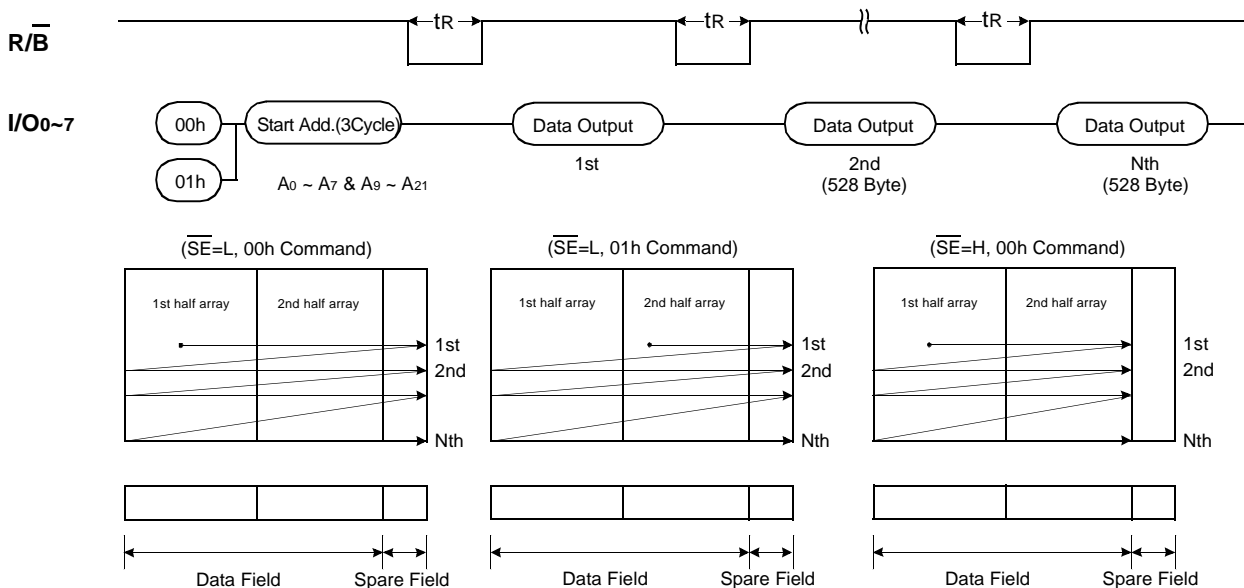 R/B
tR tR tR
I/O0~7
00h Start Add.(3Cycle) Data Output Data Output Data Output
01h A0 ~ A7 & A9 ~ A21 1st 2nd Nth
(528 Byte) (528 Byte)
(SE=L, 00h Command) (SE=L, 01h Command) (SE=H, 00h Command)
1st half array 2nd half array 1st half array 2nd half array 1st half array 2nd half array
1st 1st 1st
2nd 2nd 2nd
Nth Nth Nth
Data Field Spare Field Data Field Spare Field Data Field Spare Field